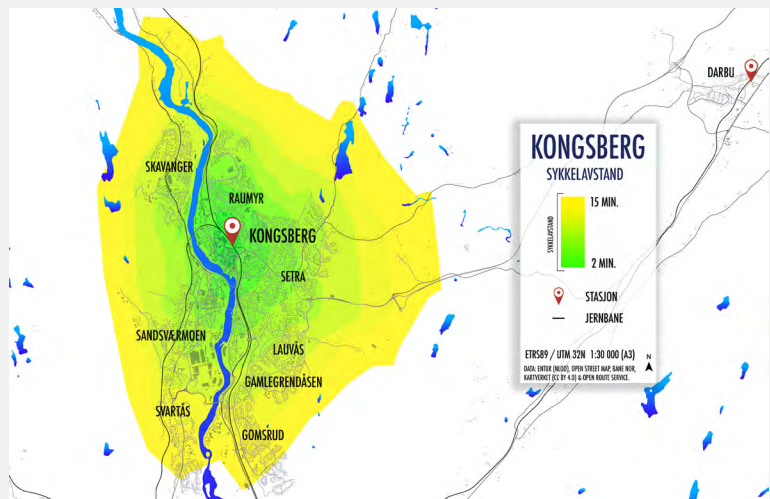 DARBU
KONGSBERG
SYKKELAVSTAND
15 MIN.
SYKKELAVSTAND
2 MIN.
STASJON
JERNBANE
ETRS89 / UTM 32N 1:30 000 (A3)
N
DATA: ENTUR (NLOD), OPEN STREET MAP, BANE NOR,
KARTVERKET (CC BY 4.0) & OPEN ROUTE SERVICE.
SKAVANGER
RAUMYR
KONGSBERG
SETRA
SANDSVÆRMOEN
LAUVÅS
GAMLEGRENDÅSEN
SVARTÅS
GOMSRUD